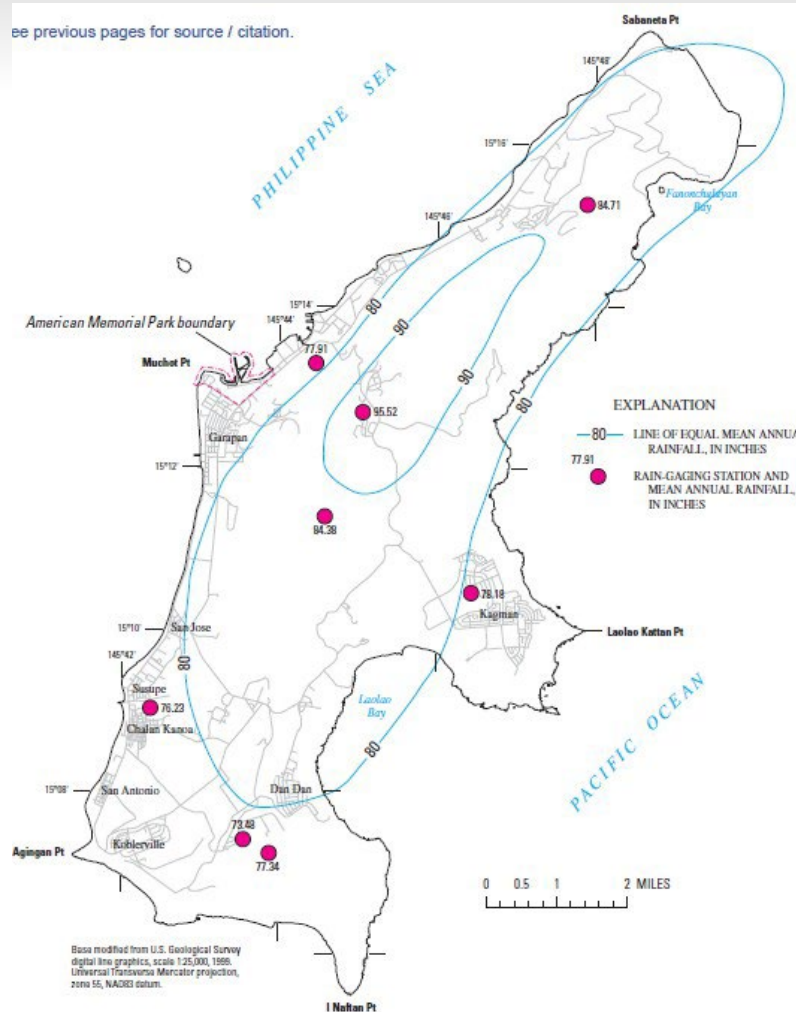 ee previous pages for source / citation.
Sabaneta Pt
145°48'
PHILIPPINE SEA
15°16'
Fanonchuluyan
Bay
84.71
145°46'
15°14'
145°44'
80
90
American Memorial Park boundary
Muchot Pt
77.91
90
95.52
80
EXPLANATION
80 LINE OF EQUAL MEAN ANNUA
RAINFALL, IN INCHES
77.91
RAIN-GAGING STATION AND
MEAN ANNUAL RAINFALL,
IN INCHES
Garapan
15°12'
84.38
78.18
Kagman
San Jose
15°10'
Laolao Kattan Pt
145°42'
80
Susupe
76.23
Chalan Kanoa
Laolao
Bay
PACIFIC OCEAN
80
15°08'
San Antonio
Dan Dan
73.48
Koblerville
Agingan Pt
77.34
0 0.5 1 2 MILES
Base modified from U.S. Geological Survey
digital line graphics, scale 1:25,000, 1999.
Universal Transverse Mercator projection,
zone 55, NAD83 datum.
I Naftan Pt